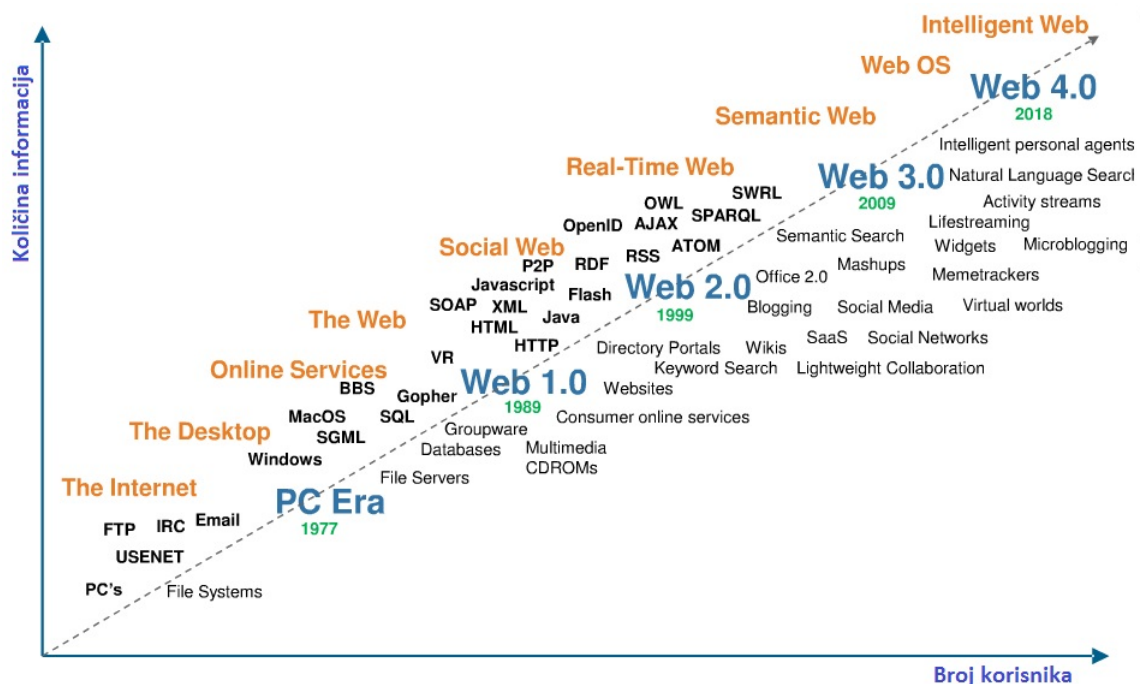 Intelligent Web
Web OS
Web 4.0
2018
Semantic Web
Intelligent personal agents
Real-Time Web
Web 3.0
Natural Language Searcl
2009
SWRL
OWL
Activity streams
SPARQL
OpenID
AJAX
Lifestreaming
Semantic Search
Widgets
Microblogging
Social Web
ATOM
RSS
P2P
RDF
Mashups
Memetrackers
Office 2.0
Javascript
Web 2.0
Flash
SOAP
XML
Blogging
Social Media
Virtual worlds
1999
Java
The Web
HTML
SaaS
Social Networks
HTTP
Directory Portals
Wikis
VR
Keyword Search
Lightweight Collaboration
Online Services
Web 1.0
BBS
Websites
Gopher
1989
MacOS
SQL
Consumer online services
The Desktop
Groupware
SGML
Databases
Multimedia
CDROMs
Windows
File Servers
The Internet
PC Era
1977
FTP
IRC
Email
USENET
PC's
File Systems
Količina informacija
Broj korisnika